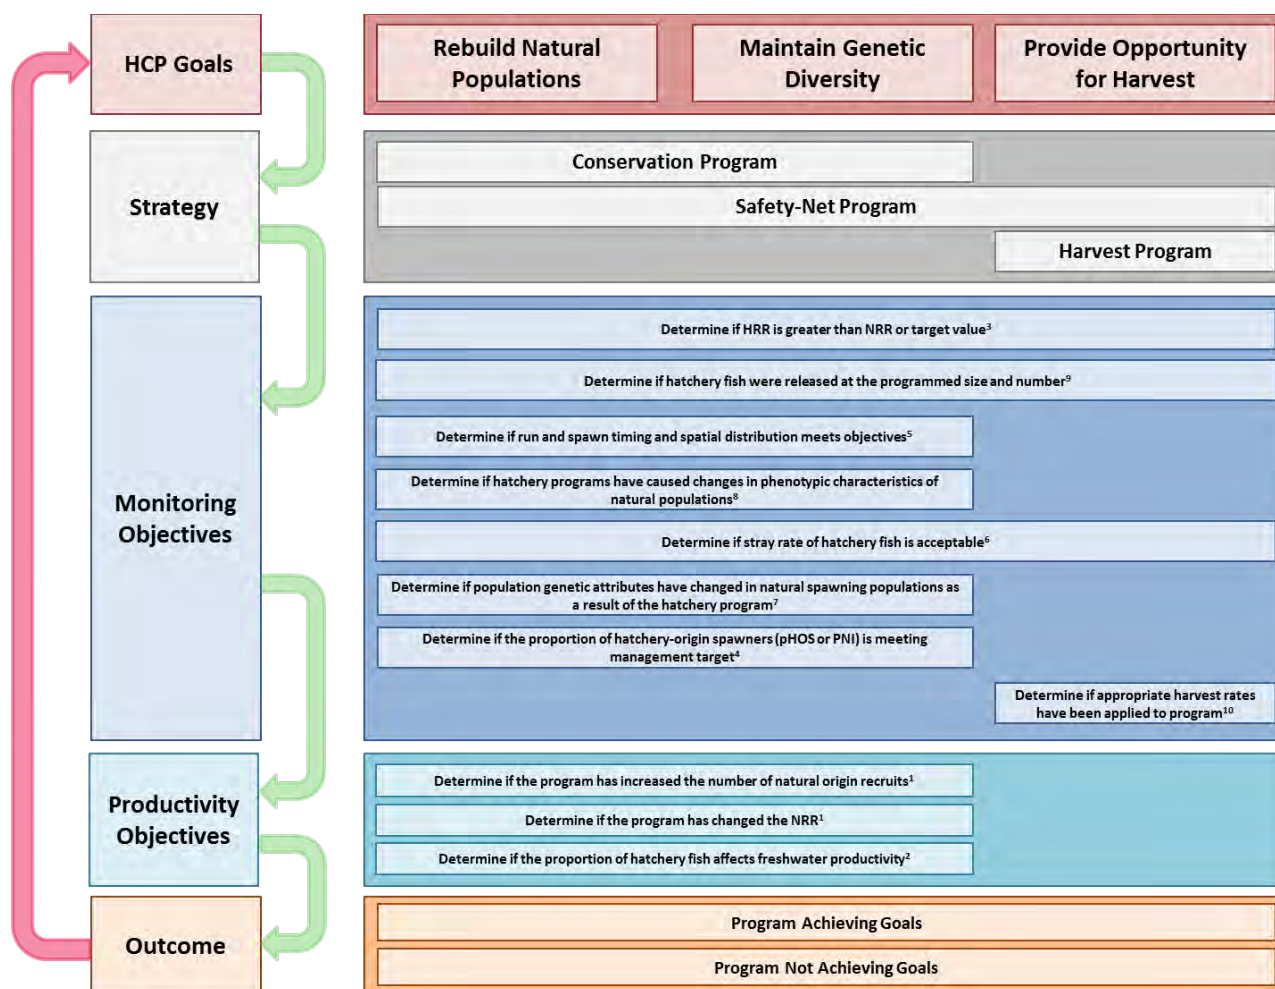 HCP Goals
Rebuild Natural
Populations
Maintain Genetic
Diversity
Provide Opportunity
for Harvest
Strategy
Conservation Program
Safety-Net Program
Harvest Program
Monitoring
Objectives
Determine if HRR is greater than NRR or target value³
Determine if hatchery fish were released at the programmed size and number⁹
Determine if run and spawn timing and spatial distribution meets objectives⁵
Determine if hatchery programs have caused changes in phenotypic characteristics of
natural populations⁸
Determine if stray rate of hatchery fish is acceptable⁶
Determine if population genetic attributes have changed in natural spawning populations as
a result of the hatchery program⁷
Determine if the proportion of hatchery-origin spawners (pHOS or PNI) is meeting
management target⁴
Determine if appropriate harvest rates
have been applied to program¹⁰
Productivity
Objectives
Determine if the program has increased the number of natural origin recruits¹
Determine if the program has changed the NRR¹
Determine if the proportion of hatchery fish affects freshwater productivity²
Outcome
Program Achieving Goals
Program Not Achieving Goals